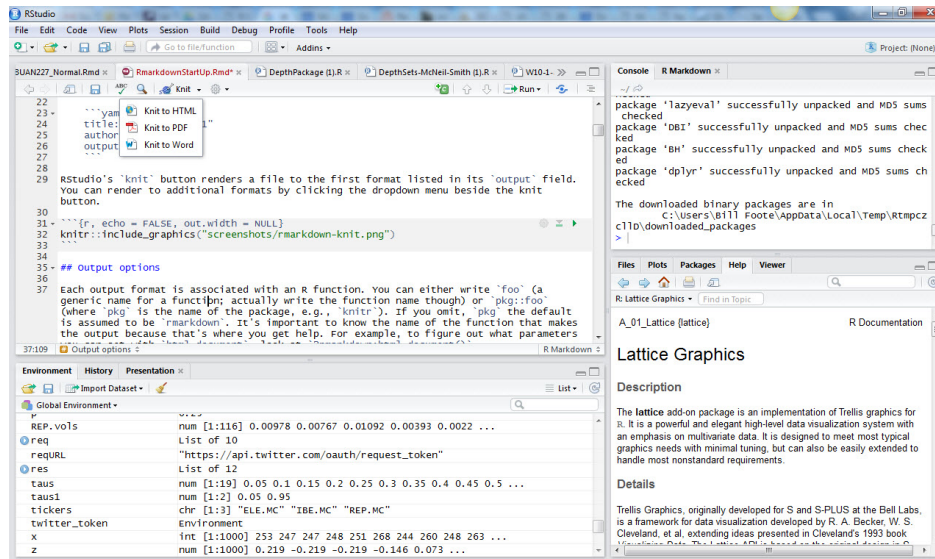 RStudio
File Edit Code View Plots Session Build Debug Profile Tools Help
Go to file/function Addins
Project: (None)
BUAN227_Normal.Rmd RmarkdownStartUp.Rmd* DepthPackage (1).R DepthSets-McNeil-Smith (1).R W10-1-
ABC Knit Run
Knit to HTML
Knit to PDF
Knit to Word
22
23 ```yam
24 title: 1"
25 author
26 output
27 ```
28
29 RStudio's `knit` button renders a file to the first format listed in its `output` field.
You can render to additional formats by clicking the dropdown menu beside the knit
button.
30
31 ```{r, echo = FALSE, out.width = NULL}
32 knitr::include_graphics("screenshots/rmarkdown-knit.png")
33 ```
34
35 ## Output options
36
37 Each output format is associated with an R function. You can either write `foo` (a
generic name for a function; actually write the function name though) or `pkg::foo`
(where `pkg` is the name of the package, e.g., `knitr`). If you omit, `pkg` the default
is assumed to be `rmarkdown`. It's important to know the name of the function that makes
the output because that's where you get help. For example, to figure out what parameters
37:109 Output options R Markdown
Environment History Presentation
Import Dataset List
Global Environment
REP.vols num [1:116] 0.00978 0.00767 0.01092 0.00393 0.0022 ...
req List of 10
reqURL "https://api.twitter.com/oauth/request_token"
res List of 12
taus num [1:19] 0.05 0.1 0.15 0.2 0.25 0.3 0.35 0.4 0.45 0.5 ...
taus1 num [1:2] 0.05 0.95
tickers chr [1:3] "ELE.MC" "IBE.MC" "REP.MC"
twitter_token Environment
x int [1:1000] 253 247 247 248 251 268 244 260 248 263 ...
z num [1:1000] 0.219 -0.219 -0.219 -0.146 0.073 ...
Console R Markdown
~/
package 'lazyeval' successfully unpacked and MD5 sums
checked
package 'DBI' successfully unpacked and MD5 sums chec
ked
package 'BH' successfully unpacked and MD5 sums check
ed
package 'dplyr' successfully unpacked and MD5 sums ch
ecked
The downloaded binary packages are in
C:\Users\Bill Foote\AppData\Local\Temp\Rtmpcz
cllD\downloaded_packages
>
Files Plots Packages Help Viewer
R: Lattice Graphics Find in Topic
A_01_Lattice {lattice} R Documentation
Lattice Graphics
Description
The lattice add-on package is an implementation of Trellis graphics for
R. It is a powerful and elegant high-level data visualization system with
an emphasis on multivariate data. It is designed to meet most typical
graphics needs with minimal tuning, but can also be easily extended to
handle most nonstandard requirements.
Details
Trellis Graphics, originally developed for S and S-PLUS at the Bell Labs,
is a framework for data visualization developed by R. A. Becker, W. S.
Cleveland, et al, extending ideas presented in Cleveland's 1993 book